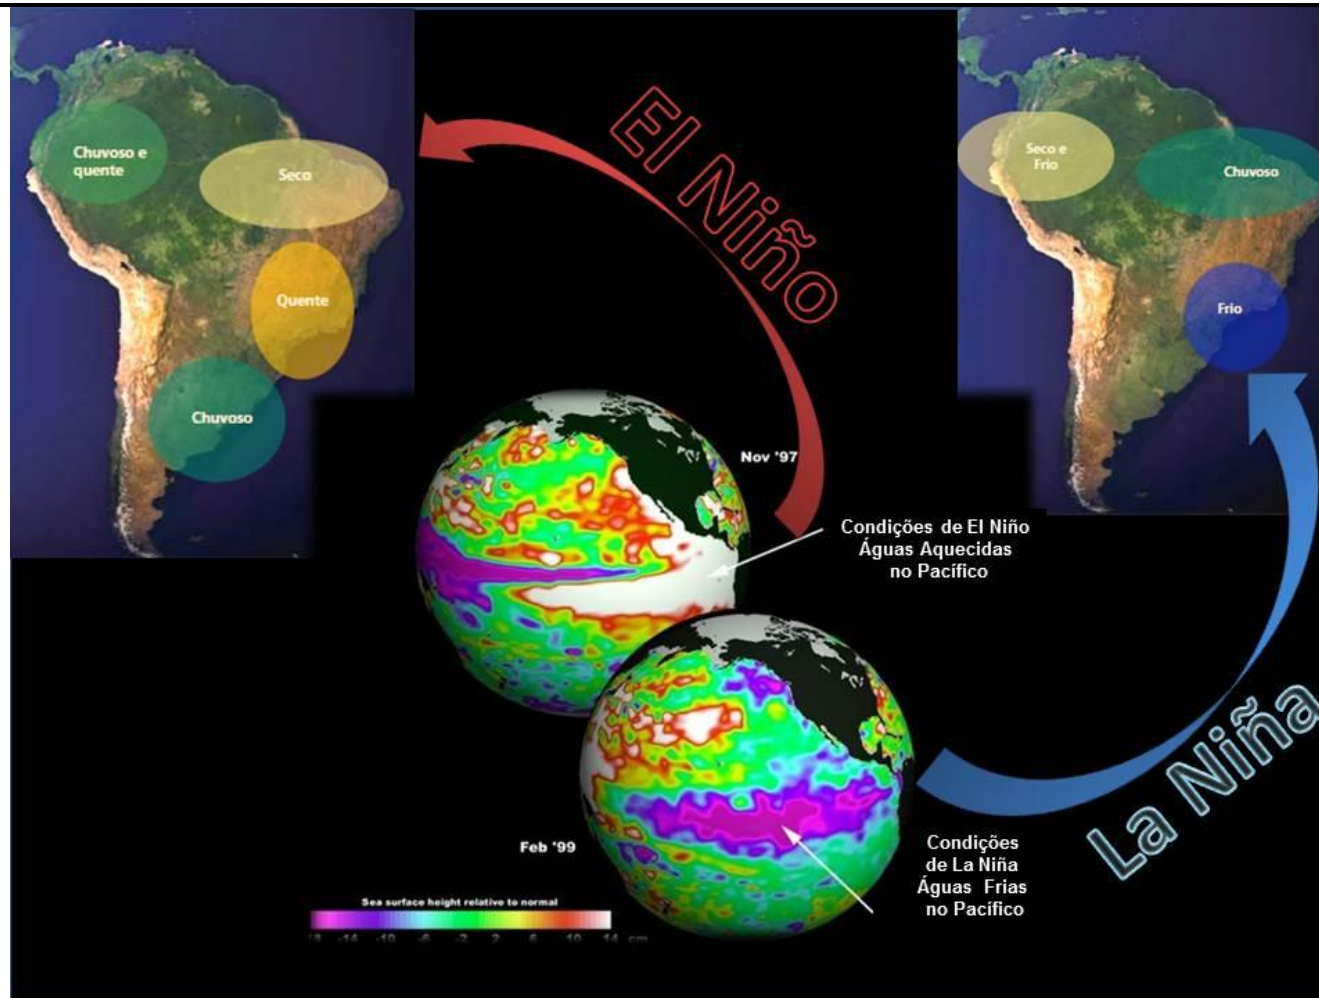 El Niño
Chuvoso e
quente
Seco
Quente
Chuvoso
Seco e
Frio
Chuvoso
Frio
Nov '97
Condições de El Niño
Águas Aquecidas
no Pacífico
Feb '99
Condições
de La Niña
Águas Frias
no Pacífico
La Niña
Sea surface height relative to normal
-14 -10 -6 -2 2 6 10 14 cm